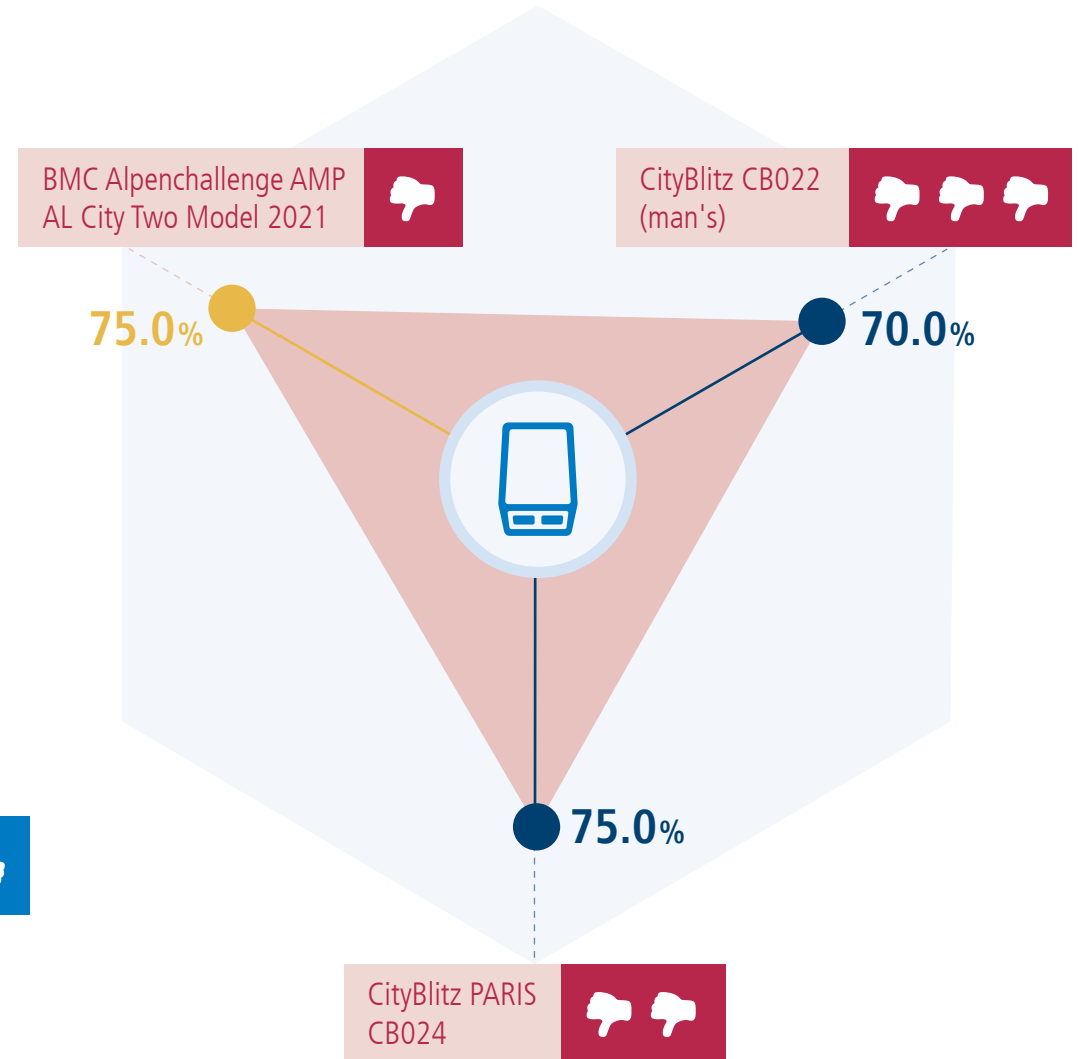 BMC Alpenchallenge AMP
AL City Two Model 2021
CityBlitz CB022
(man's)
75.0%
70.0%
75.0%
CityBlitz PARIS
CB024